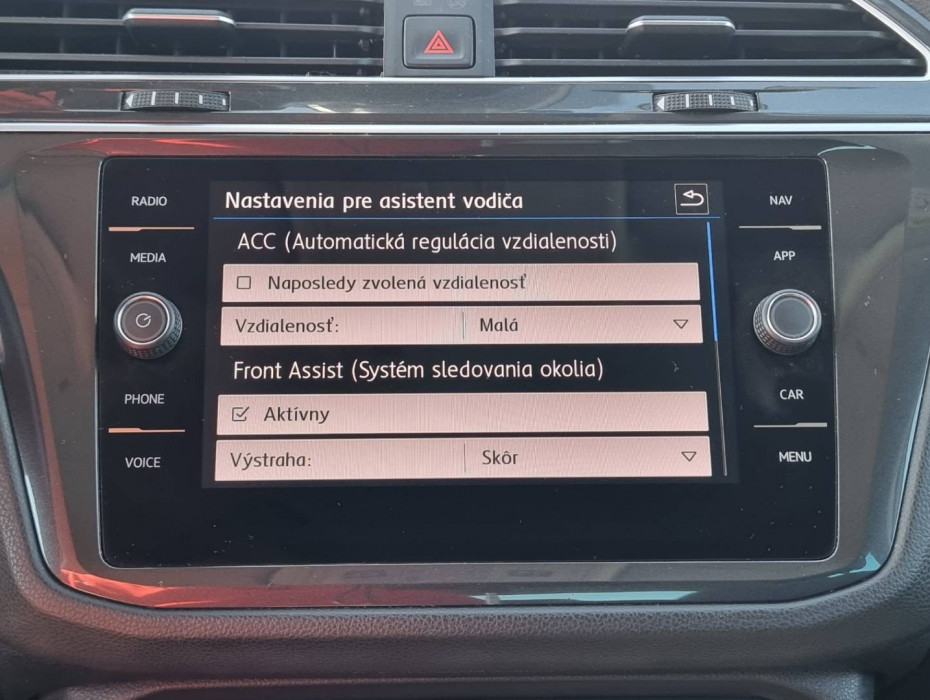 RADIO
MEDIA
PHONE
VOICE
Nastavenia pre asistent vodiča
ACC (Automatická regulácia vzdialenosti)
Naposledy zvolená vzdialenosť
Vzdialenosť: Malá
Front Assist (Systém sledovania okolia)
Aktívny
Výstraha: Skôr
NAV
APP
CAR
MENU